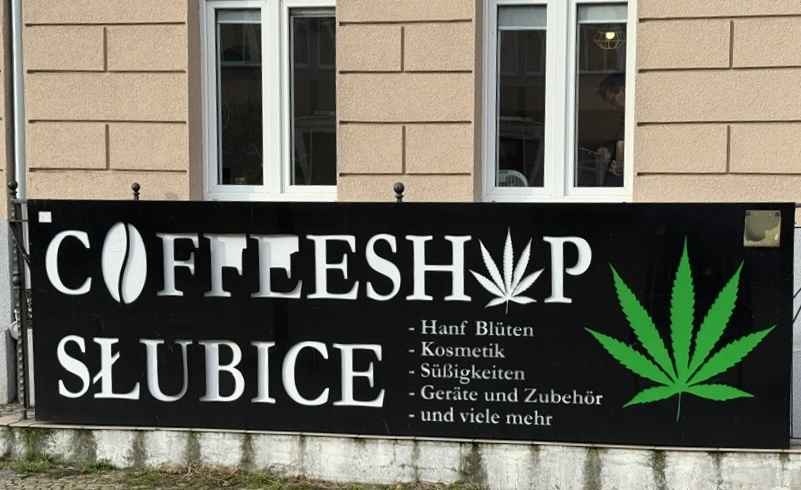 COFFEESHOP
SŁUBICE
- Hanf Blüten
- Kosmetik
- Süßigkeiten
- Geräte und Zubehör
- und viele mehr